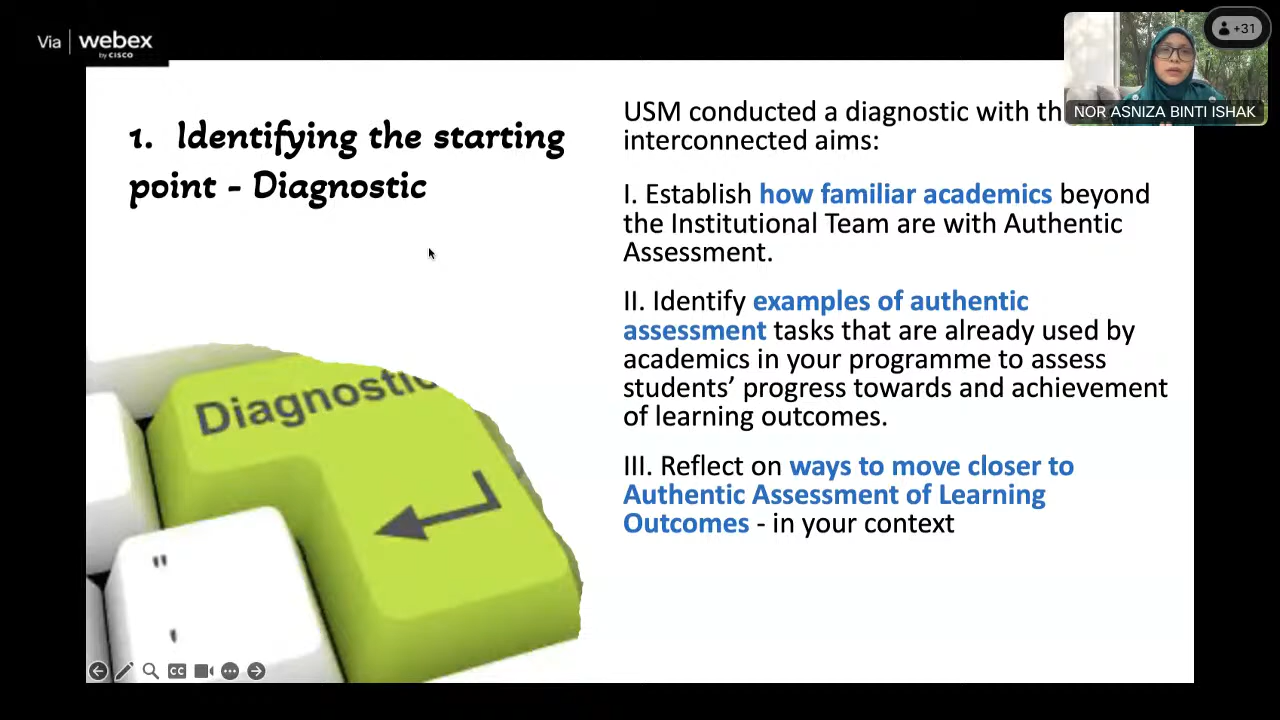 Via | webex
by CISCO
+31
NOR ASNIZA BINTI ISHAK
1. Identifying the starting
point - Diagnostic
USM conducted a diagnostic with
interconnected aims:
I. Establish how familiar academics beyond
the Institutional Team are with Authentic
Assessment.
II. Identify examples of authentic
assessment tasks that are already used by
academics in your programme to assess
students’ progress towards and achievement
of learning outcomes.
III. Reflect on ways to move closer to
Authentic Assessment of Learning
Outcomes - in your context
Diagnostic
"
'
CC